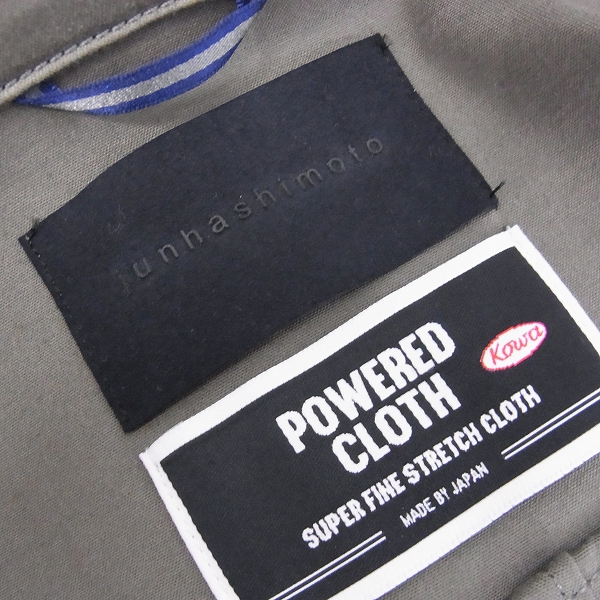 junhashimoto
Kowa
POWERED
CLOTH
SUPER FINE STRETCH CLOTH
MADE BY JAPAN